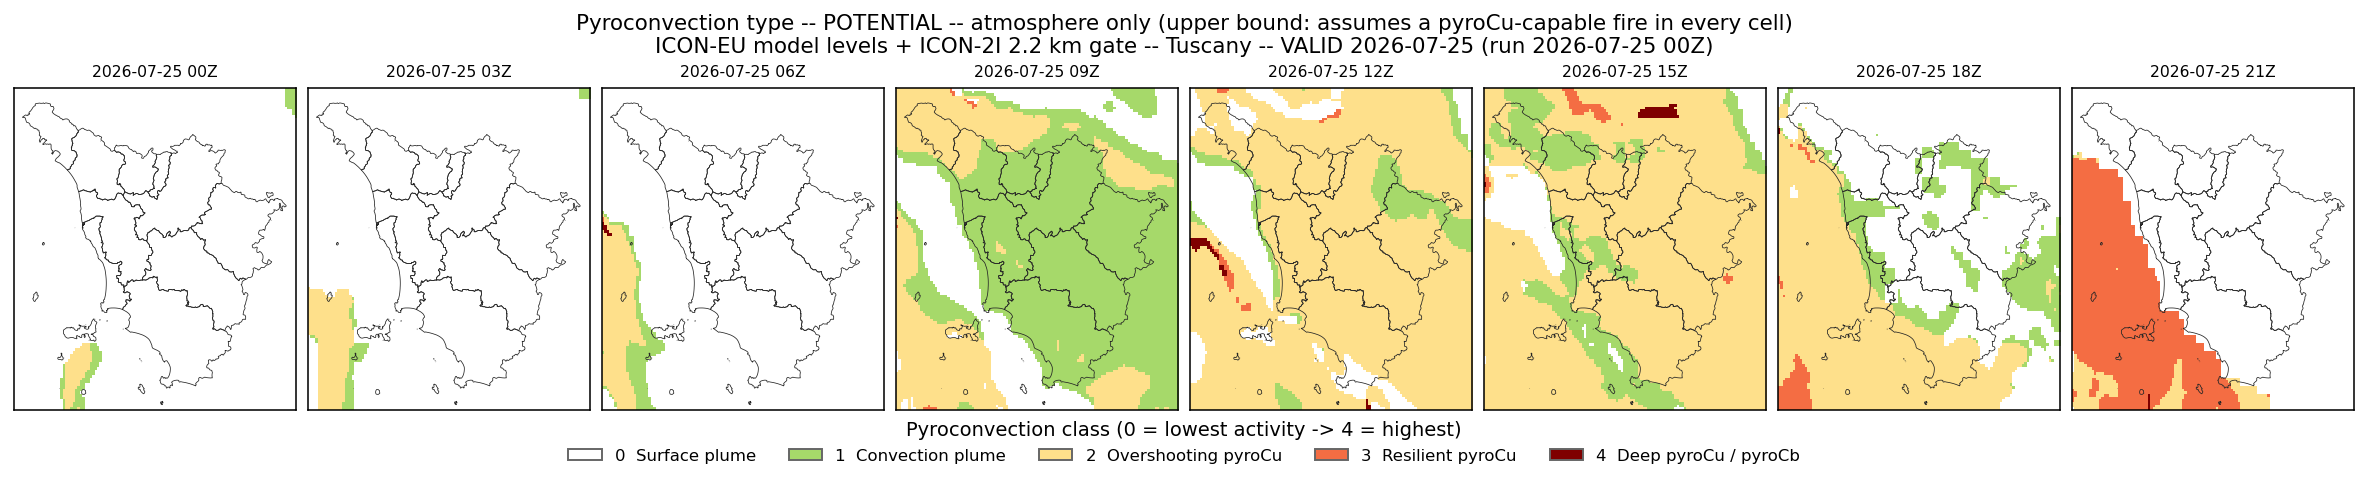 Pyroconvection type -- POTENTIAL -- atmosphere only (upper bound: assumes a pyroCu-capable fire in every cell)
ICON-EU model levels + ICON-2I 2.2 km gate -- Tuscany -- VALID 2026-07-25 (run 2026-07-25 00Z)
2026-07-25 00Z
2026-07-25 03Z
2026-07-25 06Z
2026-07-25 09Z
2026-07-25 12Z
2026-07-25 15Z
2026-07-25 18Z
2026-07-25 21Z
Pyroconvection class (0 = lowest activity -> 4 = highest)
0 Surface plume
1 Convection plume
2 Overshooting pyroCu
3 Resilient pyroCu
4 Deep pyroCu / pyroCb